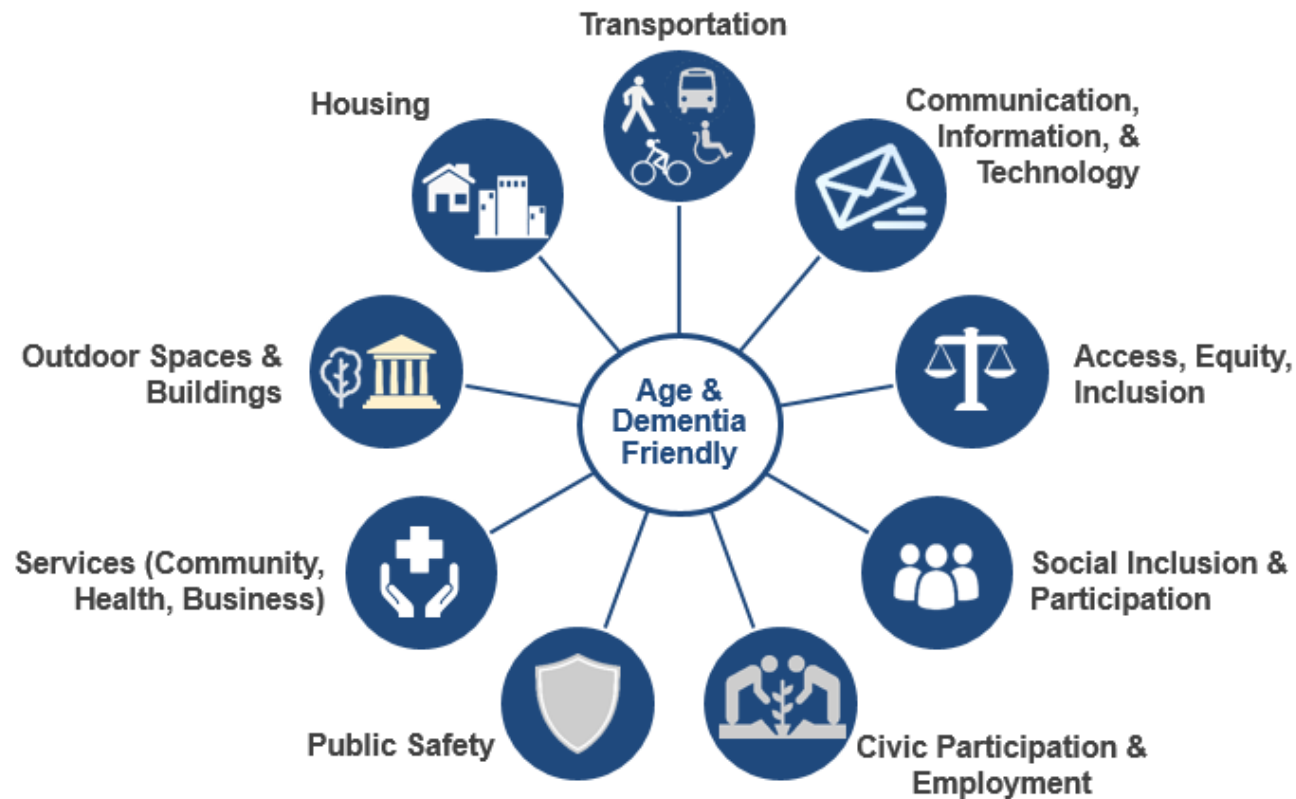 Transportation
Housing
Communication,
Information, &
Technology
Outdoor Spaces &
Buildings
Age &
Dementia
Friendly
Access, Equity,
Inclusion
Services (Community,
Health, Business)
Social Inclusion &
Participation
Public Safety
Civic Participation &
Employment